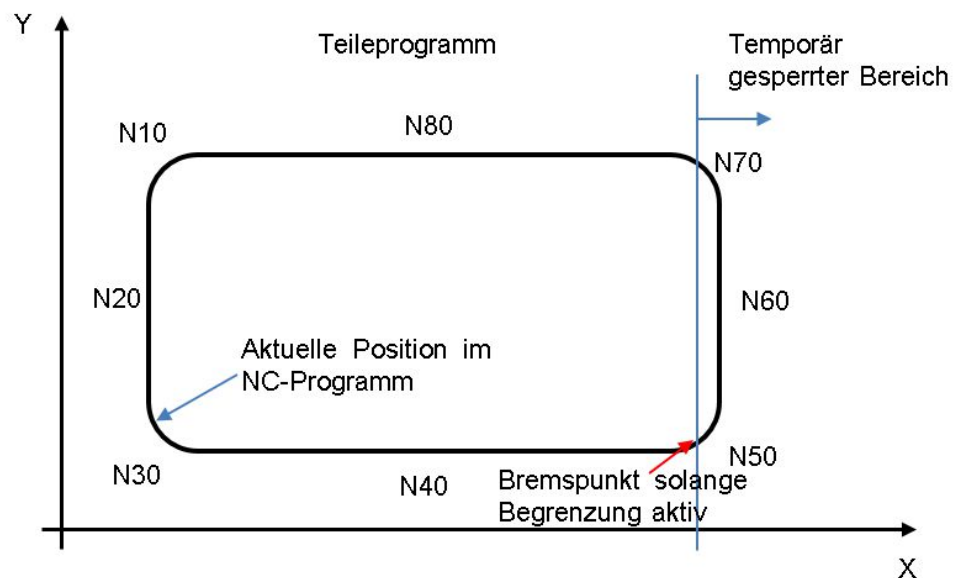 Y
Teileprogramm
Temporär
gesperrter Bereich
N10
N80
N70
N20
N60
Aktuelle Position im
NC-Programm
N30
N40
N50
Bremspunkt solange
Begrenzung aktiv
X